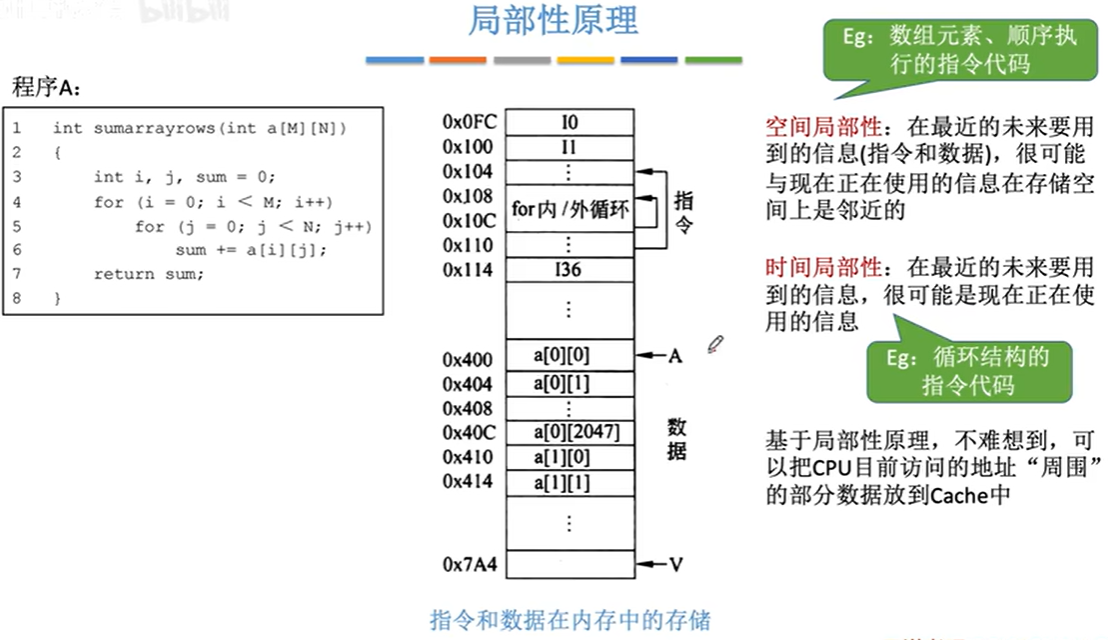 bilibili
局部性原理
程序A：
1 int sumarrayrows(int a[M][N])
2 {
3 int i, j, sum = 0;
4 for (i = 0; i < M; i++)
5 for (j = 0; j < N; j++)
6 sum += a[i][j];
7 return sum;
8 }
0x0FC I0
0x100 I1
0x104 ⋮
0x108
for内/外循环
0x10C
0x110 ⋮
0x114 I36
⋮
指令
0x400 a[0][0] A
0x404 a[0][1]
0x408 ⋮
0x40C a[0][2047]
0x410 a[1][0]
0x414 a[1][1]
⋮
0x7A4 V
数据
指令和数据在内存中的存储
Eg：数组元素、顺序执
行的指令代码
空间局部性：在最近的未来要用
到的信息(指令和数据)，很可能
与现在正在使用的信息在存储空
间上是邻近的
时间局部性：在最近的未来要用
到的信息，很可能是现在正在使
用的信息
Eg：循环结构的
指令代码
基于局部性原理，不难想到，可
以把CPU目前访问的地址“周围”
的部分数据放到Cache中